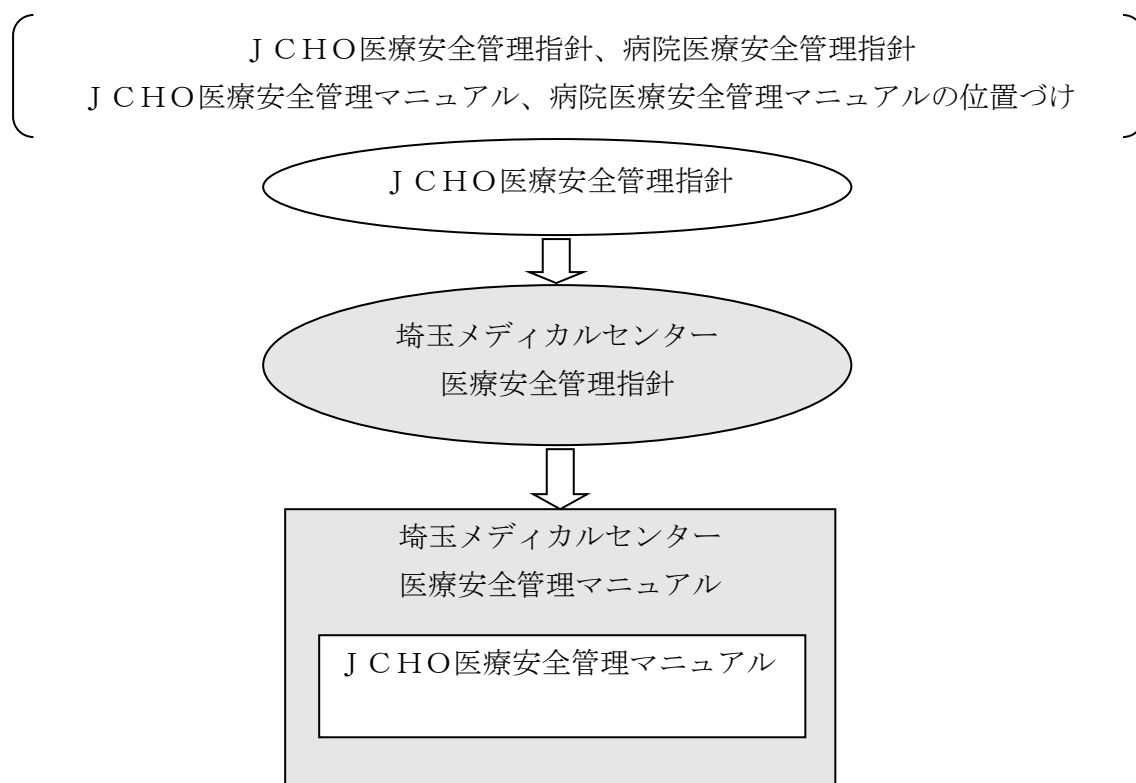 ＪＣＨＯ医療安全管理指針、病院医療安全管理指針
ＪＣＨＯ医療安全管理マニュアル、病院医療安全管理マニュアルの位置づけ
ＪＣＨＯ医療安全管理指針
埼玉メディカルセンター
医療安全管理指針
埼玉メディカルセンター
医療安全管理マニュアル
ＪＣＨＯ医療安全管理マニュアル